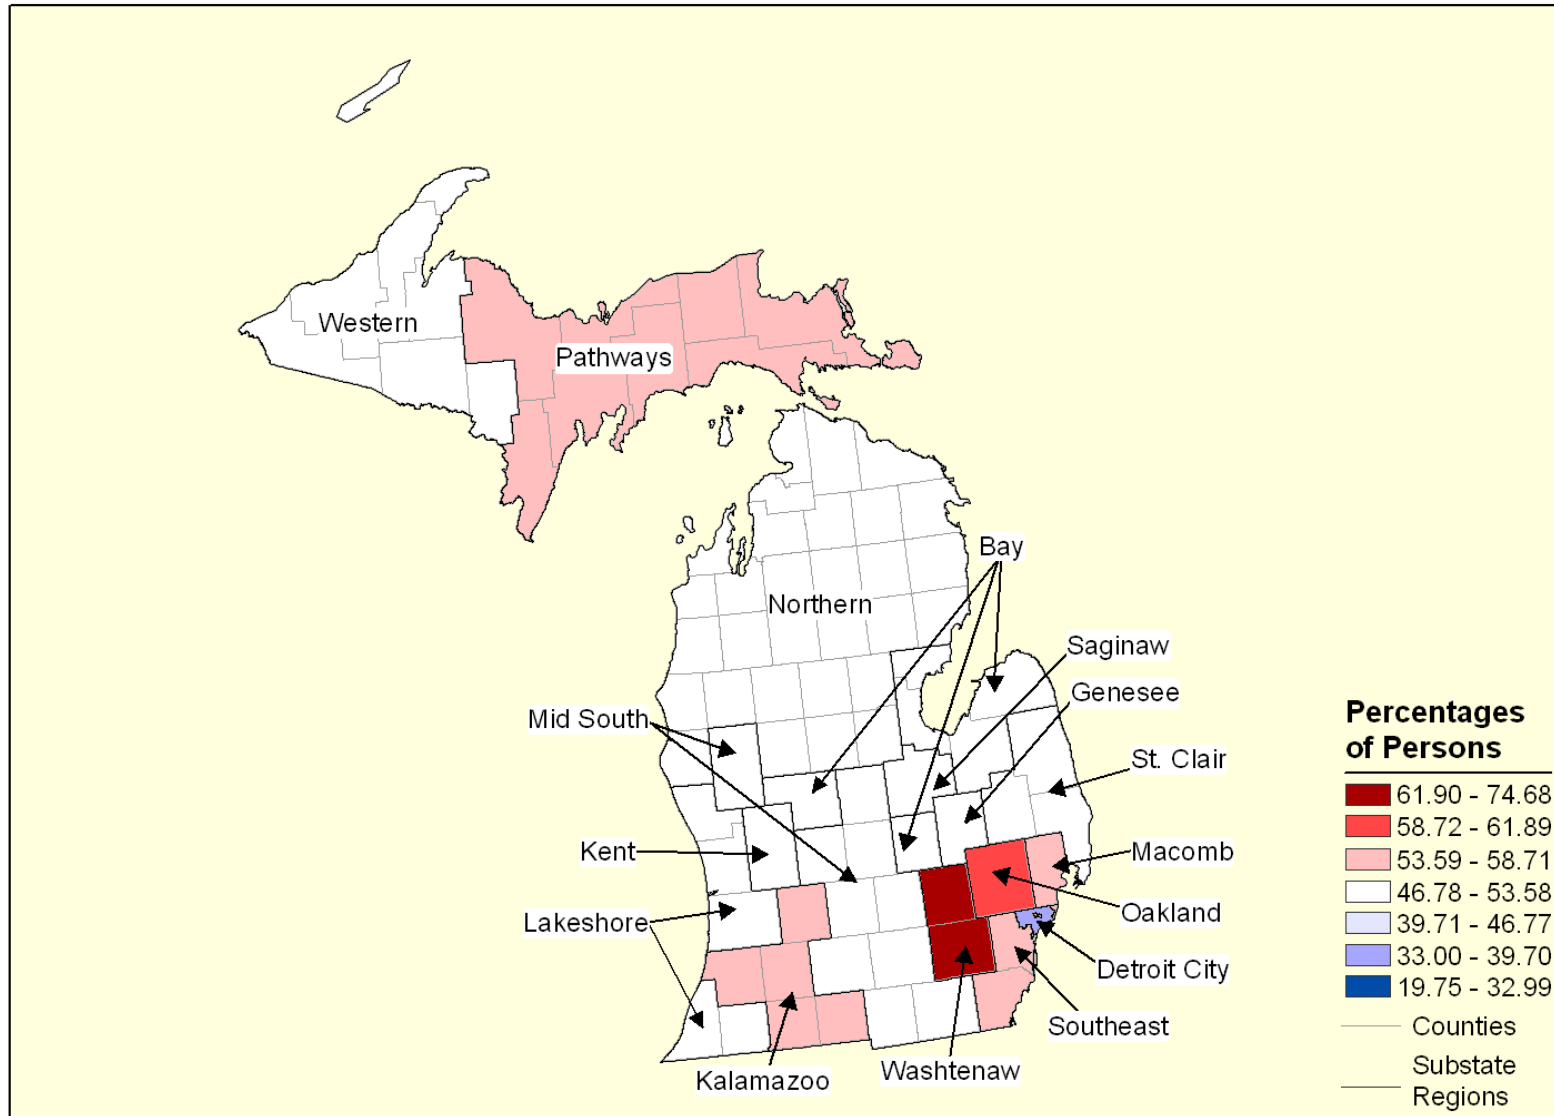 Western
Pathways
Bay
Northern
Saginaw
Genesee
Mid South
St. Clair
Kent
Macomb
Lakeshore
Oakland
Detroit City
Southeast
Washtenaw
Kalamazoo
Percentages
of Persons
61.90 - 74.68
58.72 - 61.89
53.59 - 58.71
46.78 - 53.58
39.71 - 46.77
33.00 - 39.70
19.75 - 32.99
Counties
Substate
Regions